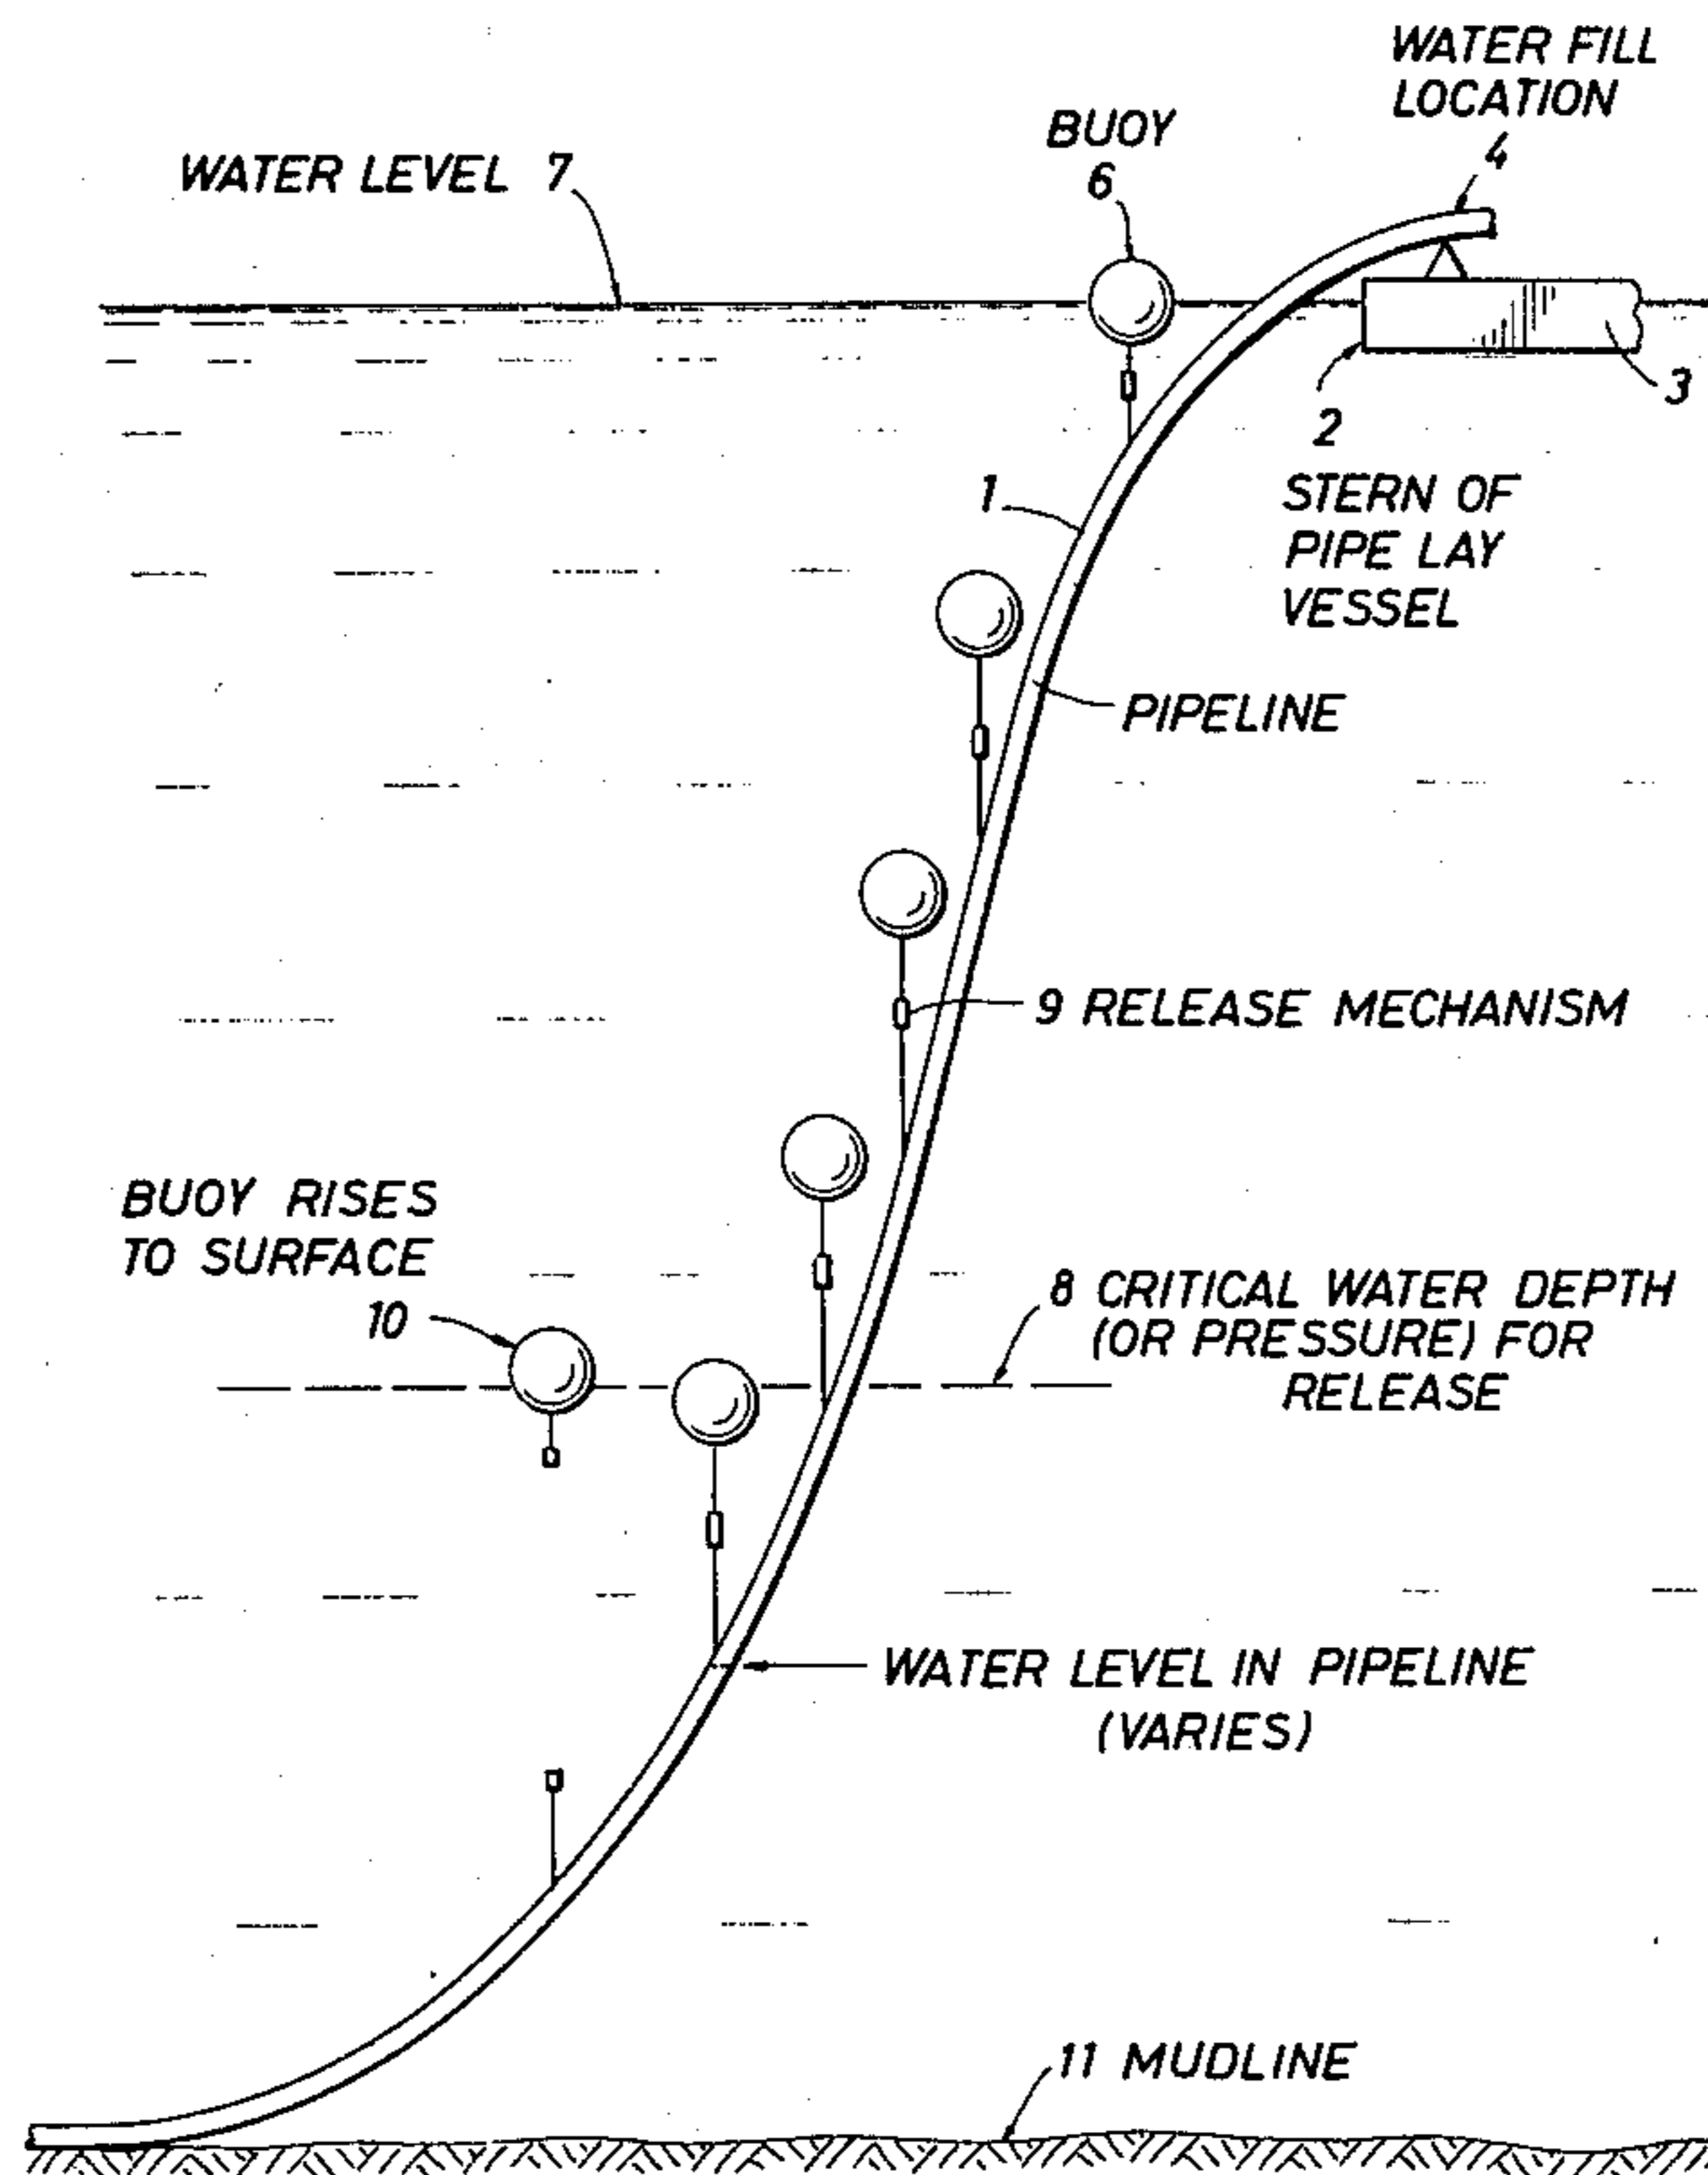 WATER FILL
LOCATION
4
BUOY
6
WATER LEVEL 7
3
2
STERN OF
PIPE LAY
VESSEL
1
PIPELINE
9 RELEASE MECHANISM
BUOY RISES
TO SURFACE
10
8 CRITICAL WATER DEPTH
(OR PRESSURE) FOR
RELEASE
WATER LEVEL IN PIPELINE
(VARIES)
11 MUDLINE